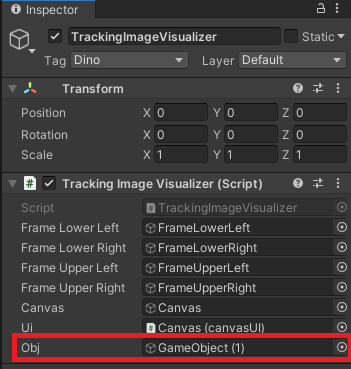 Inspector
TrackingImageVisualizer Static
Tag Dino Layer Default
Transform
Position X 0 Y 0 Z 0
Rotation X 0 Y 0 Z 0
Scale X 1 Y 1 Z 1
# Tracking Image Visualizer (Script)
Script # TrackingImageVisualizer
Frame Lower Left FrameLowerLeft
Frame Lower Right FrameLowerRight
Frame Upper Left FrameUpperLeft
Frame Upper Right FrameUpperRight
Canvas Canvas
Ui # Canvas (canvasUI)
Obj GameObject (1)